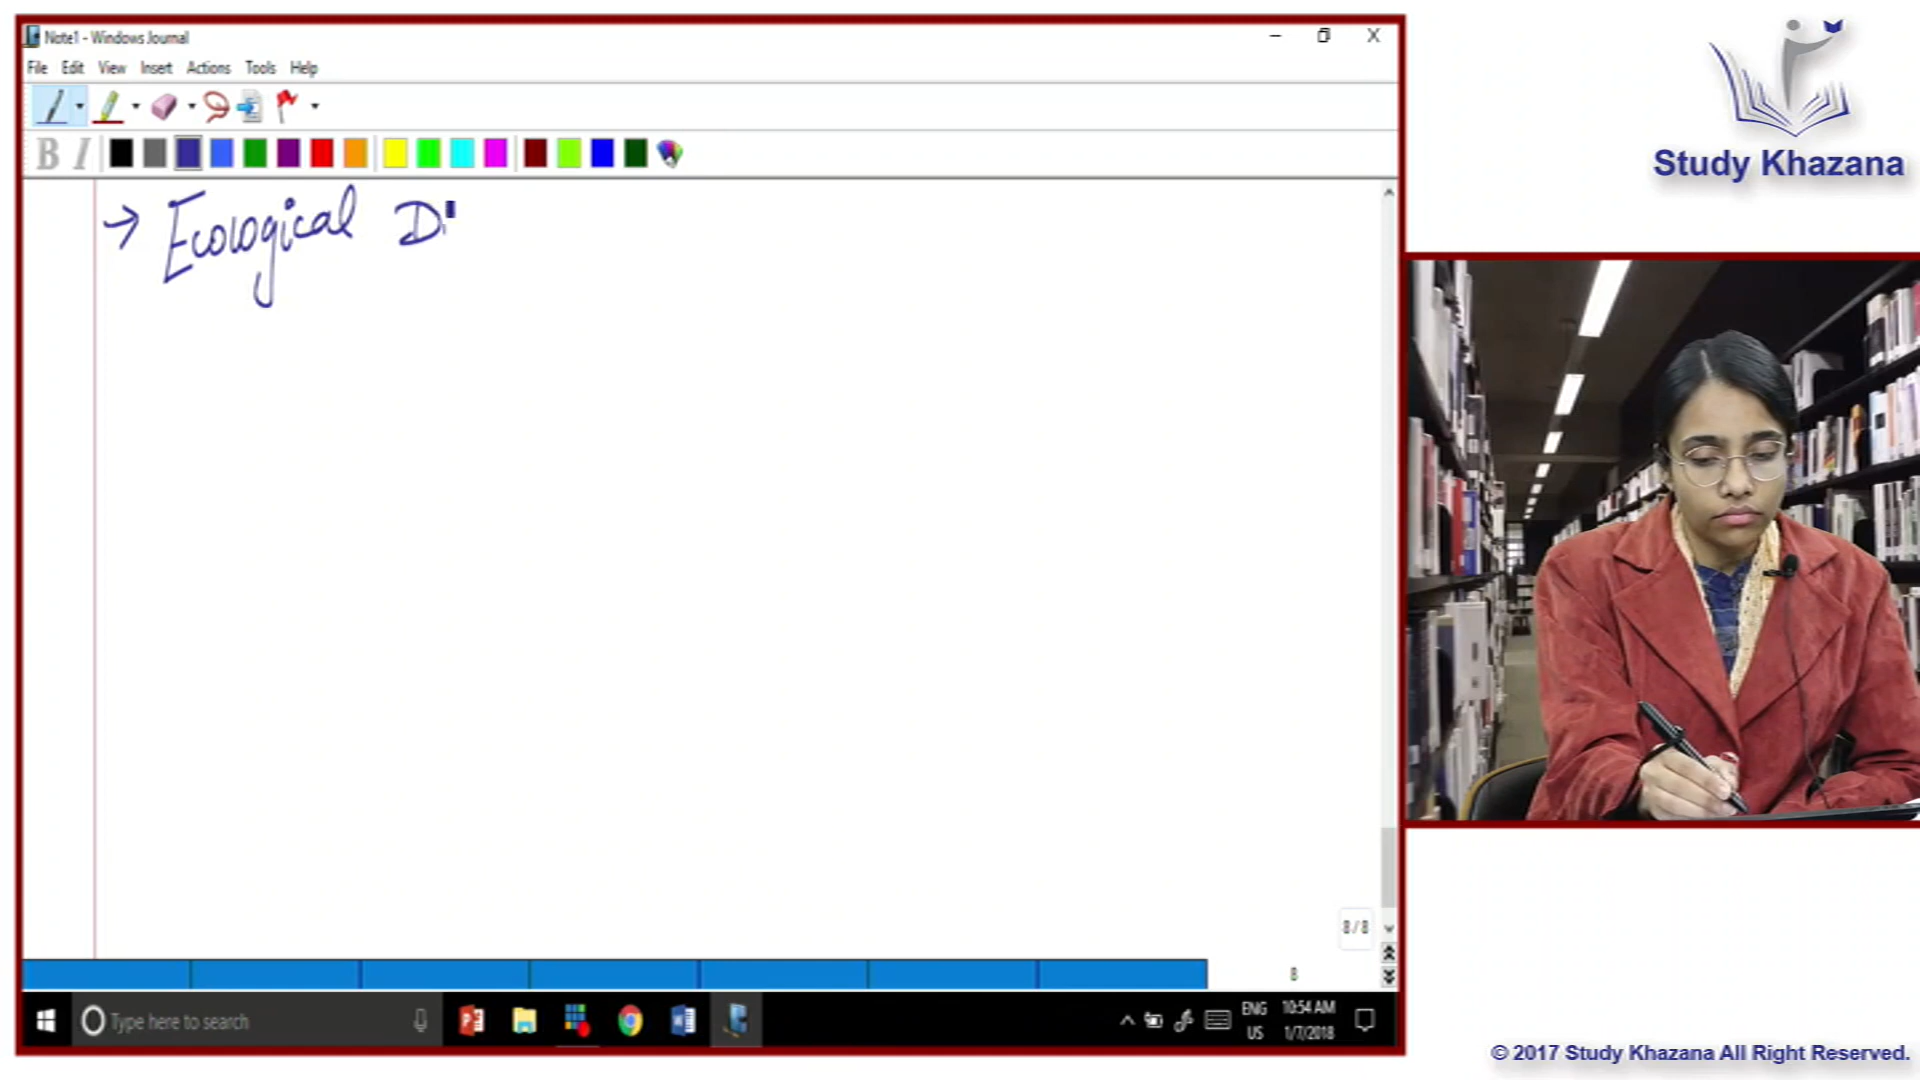 Note1 - Windows Journal
File Edit View Insert Actions Tools Help
B I
→ Ecological Di
8 / 8
8
Type here to search
ENG
US
10:54 AM
1/7/2018
Study Khazana
© 2017 Study Khazana All Right Reserved.